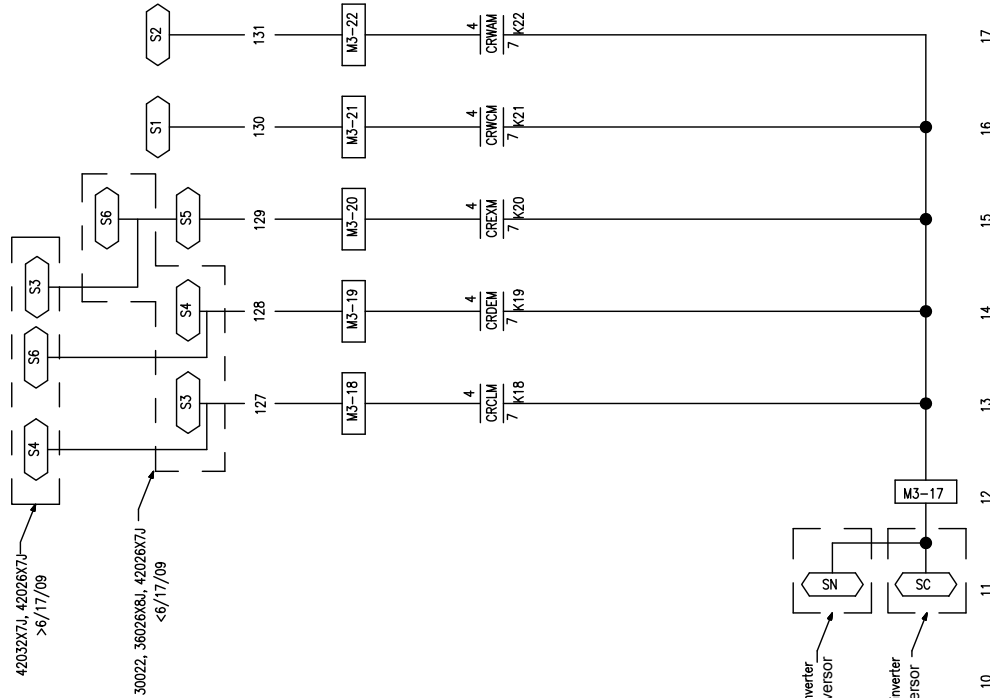 42032X7J, 42026X7J
>6/17/09
30022, 36026X8J, 42026X7J
<6/17/09
S4
S6
S3
S3
S4
S6
S5
S1
S2
127
128
129
130
131
M3-18
M3-19
M3-20
M3-21
M3-22
4
CRCLM
7 K18
4
CRDEM
7 K19
4
CREXM
7 K20
4
CRWCM
7 K21
4
CRWAM
7 K22
M3-17
SN
SC
10
11
12
13
14
15
16
17